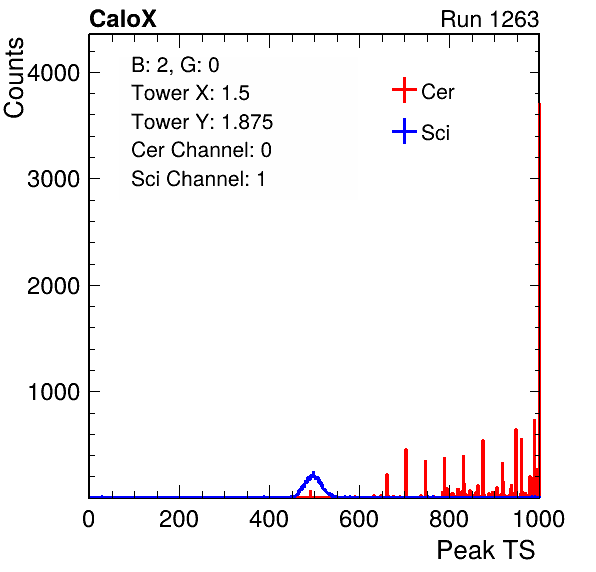 CaloX Run 1263
Counts
4000
3000
2000
1000
B: 2, G: 0
Tower X: 1.5
Tower Y: 1.875
Cer Channel: 0
Sci Channel: 1
Cer
Sci
0 200 400 600 800 1000
Peak TS